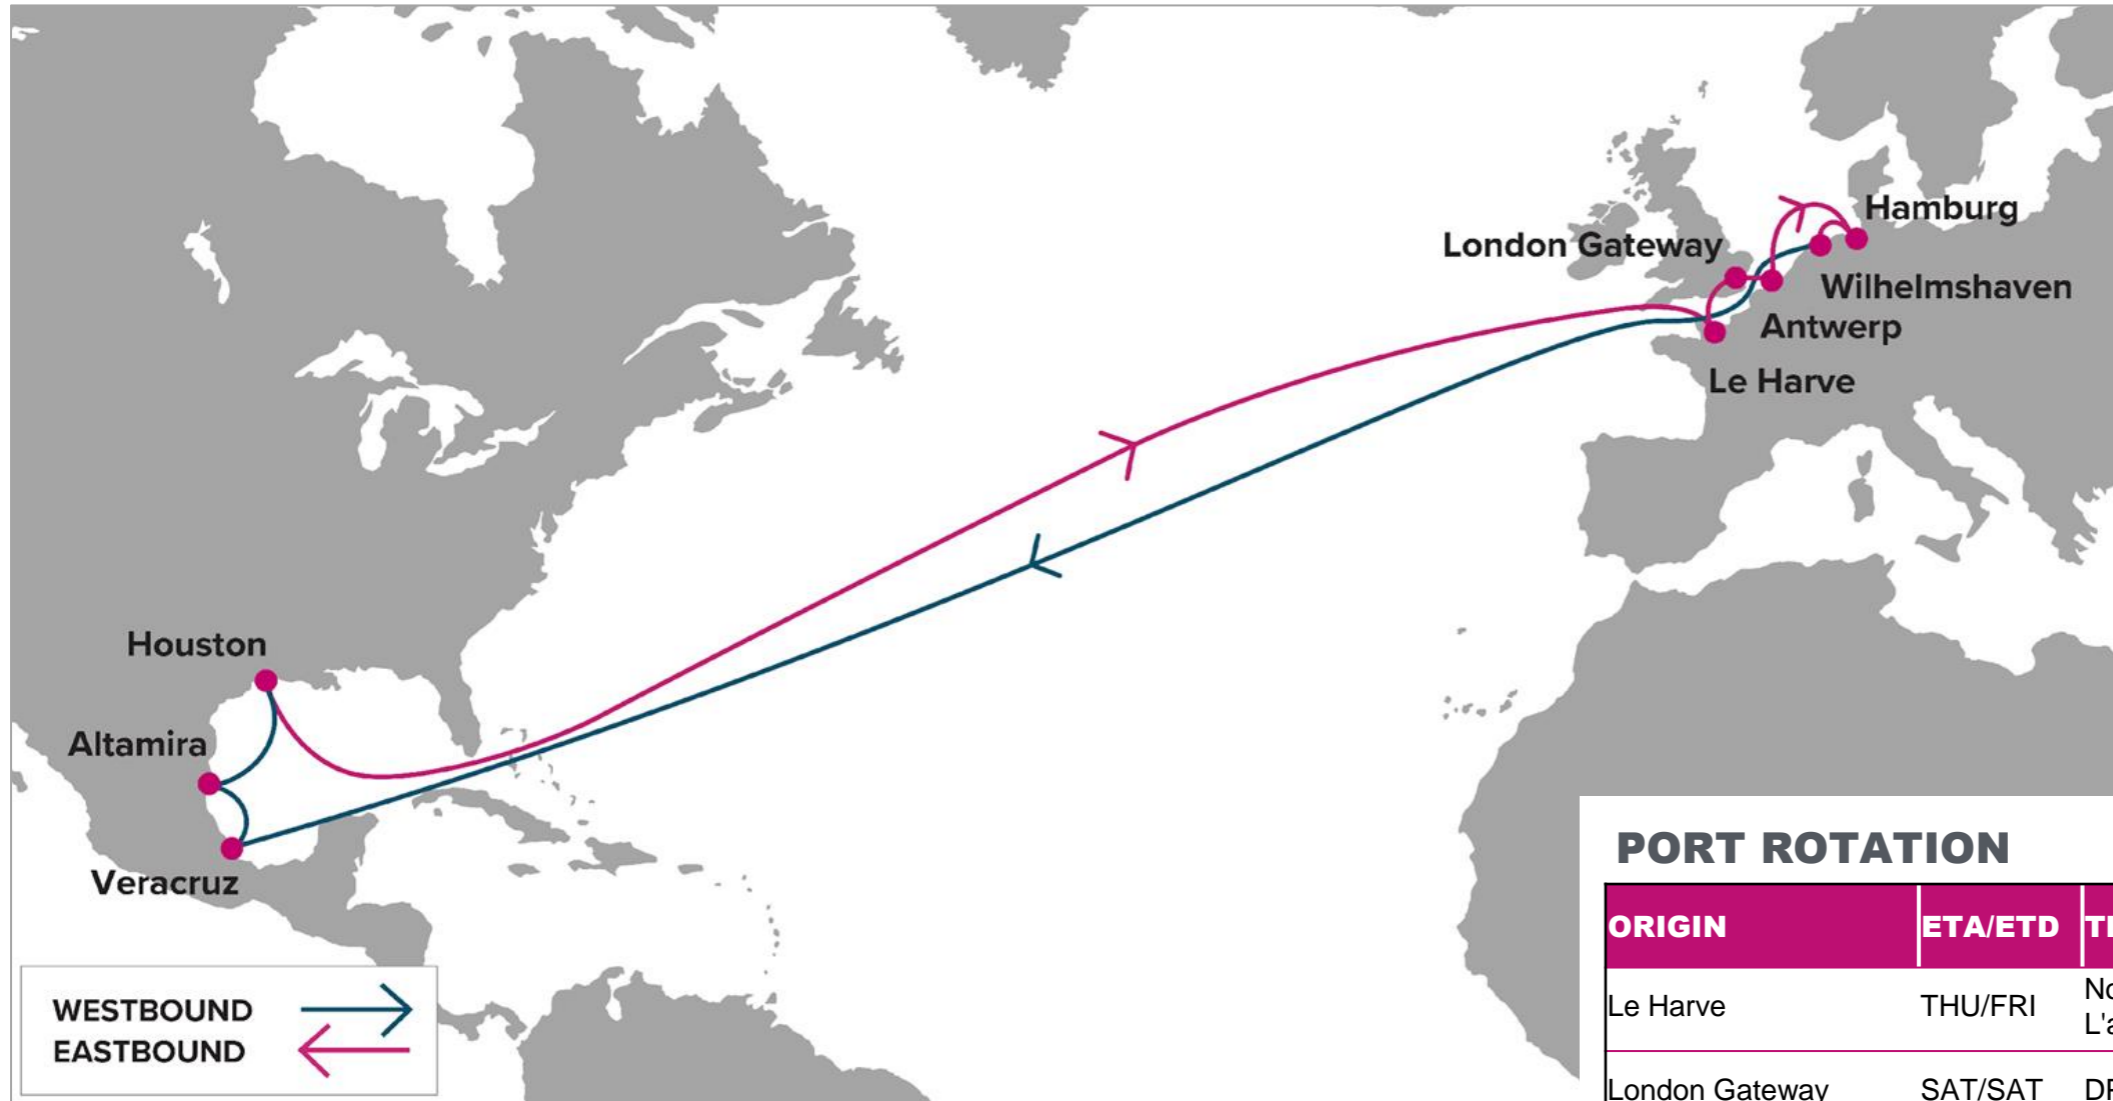 Hamburg
London Gateway
Wilhelmshaven
Antwerp
Le Harve
Houston
Altamira
Veracruz
WESTBOUND
EASTBOUND
PORT ROTATION
ORIGIN ETA/ETD
Le Harve THU/FRI
London Gateway SAT/SAT